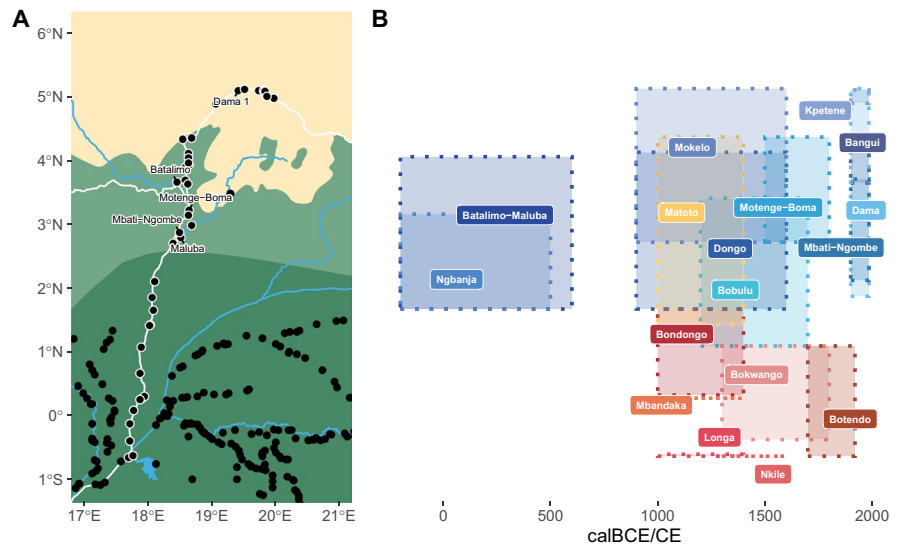 A
B
6°N
5°N
4°N
3°N
2°N
1°N
0°
1°S
17°E
18°E
19°E
20°E
21°E
Dama 1
Batalimo
Motenge−Boma
Mbati−Ngombe
Maluba
Kpetene
Bangui
Mokelo
Batalimo−Maluba
Matoto
Motenge−Boma
Dama
Dongo
Mbati−Ngombe
Ngbanja
Bobulu
Bondongo
Bokwango
Mbandaka
Botendo
Longa
Nkile
0
500
1000
1500
2000
calBCE/CE